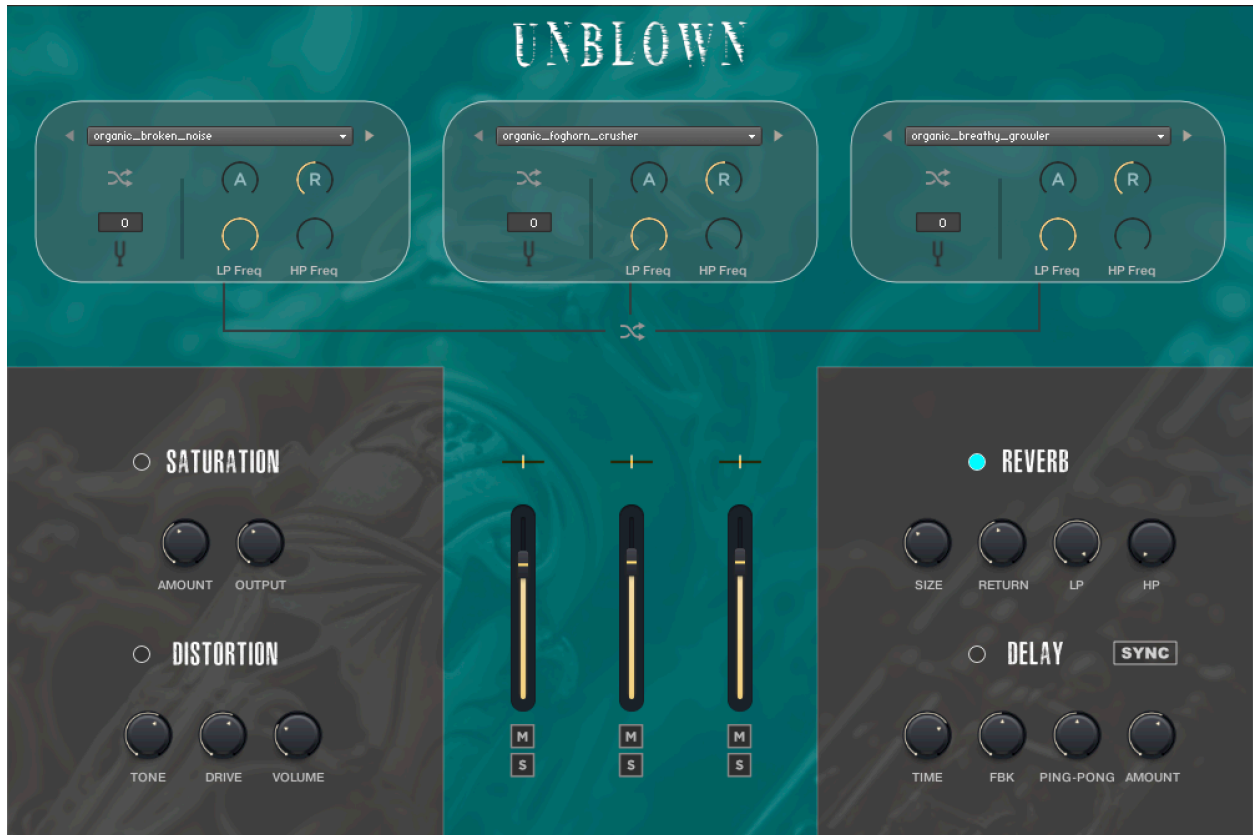 UNBLOWN
organic_broken_noise
organic_foghorn_crusher
organic_breathy_growler
A R
A R
A R
0
0
0
LP Freq HP Freq
LP Freq HP Freq
LP Freq HP Freq
SATURATION
AMOUNT OUTPUT
DISTORTION
TONE DRIVE VOLUME
M M M
S S S
REVERB
SIZE RETURN LP HP
DELAY SYNC
TIME FBK PING-PONG AMOUNT